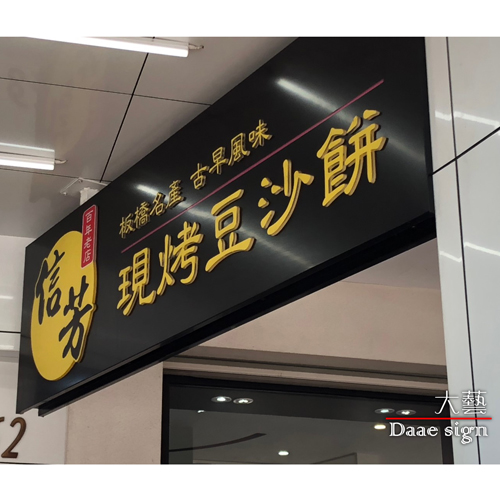 百年老店
信芳
板橋名產 古早風味
現烤豆沙餅
52
大藝
Daae sign